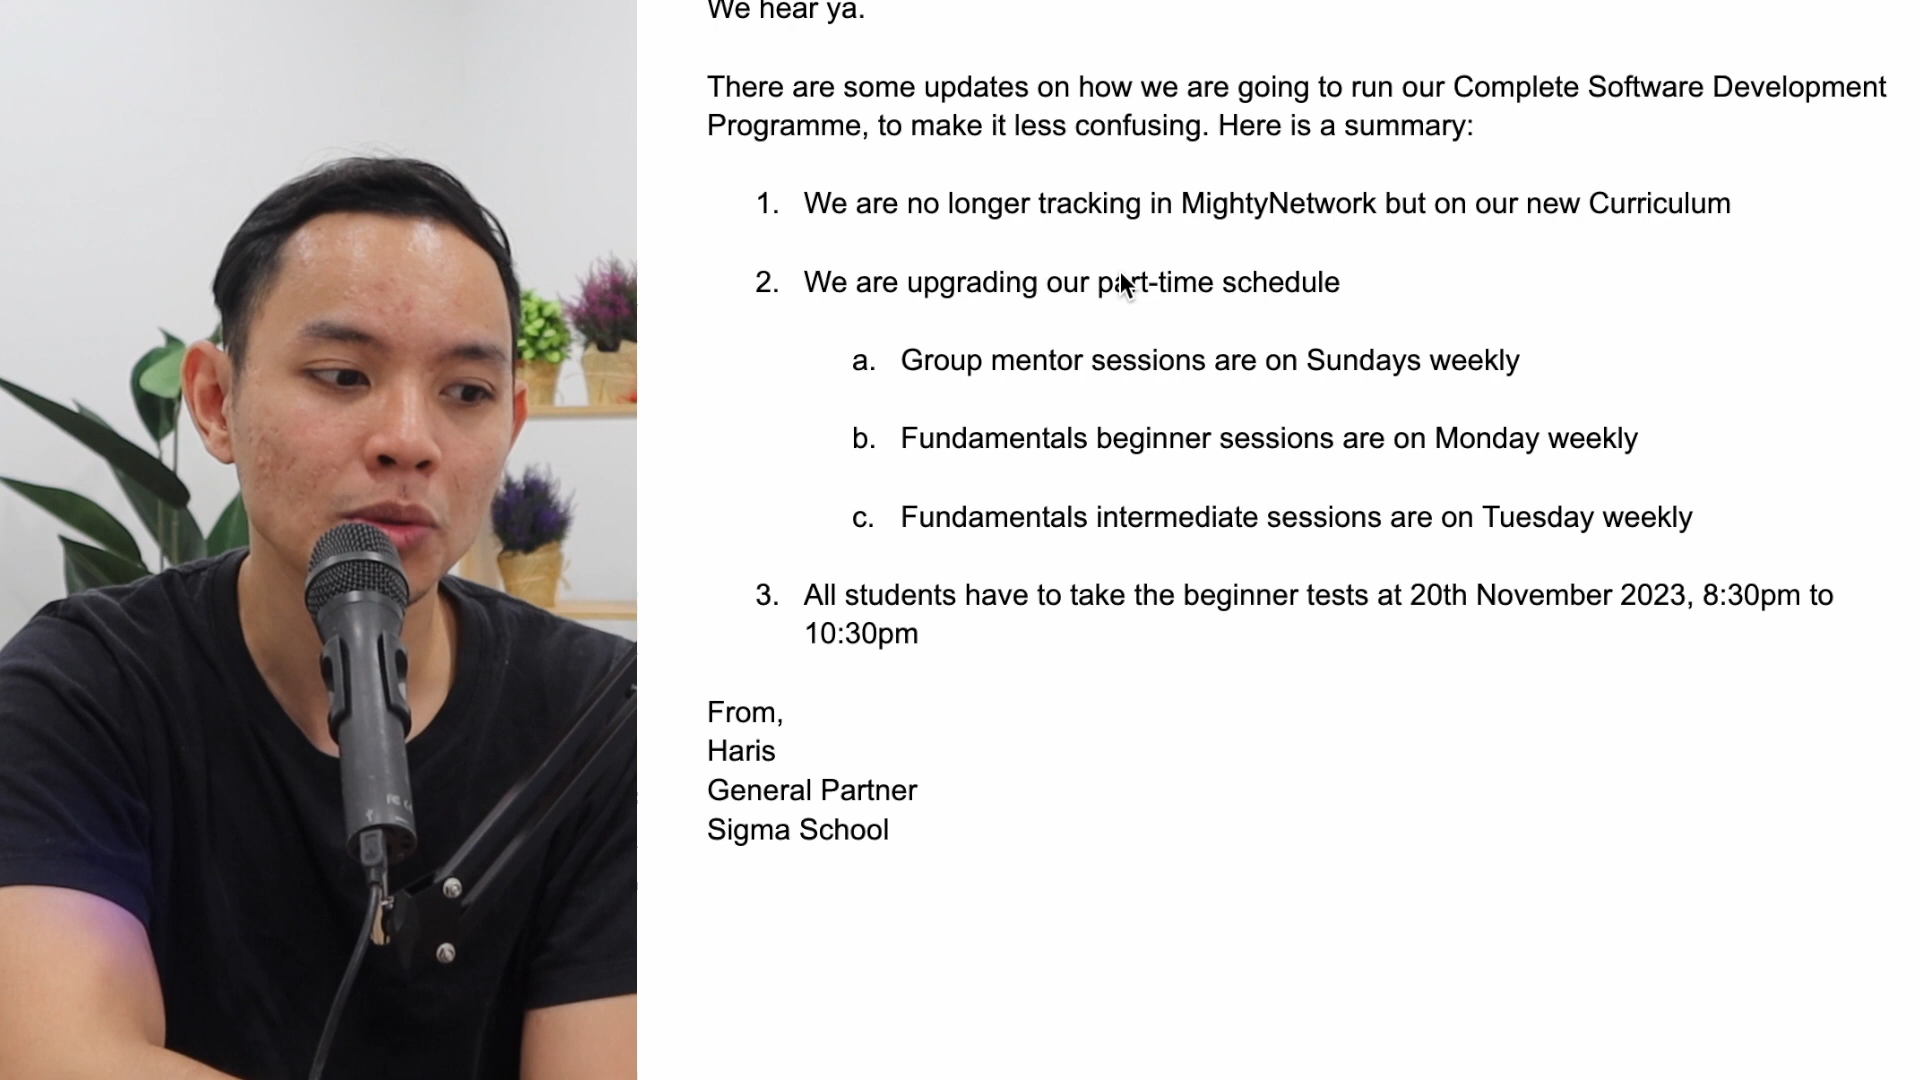 We hear ya.
There are some updates on how we are going to run our Complete Software Development
Programme, to make it less confusing. Here is a summary:
1. We are no longer tracking in MightyNetwork but on our new Curriculum
2. We are upgrading our part-time schedule
a. Group mentor sessions are on Sundays weekly
b. Fundamentals beginner sessions are on Monday weekly
c. Fundamentals intermediate sessions are on Tuesday weekly
3. All students have to take the beginner tests at 20th November 2023, 8:30pm to
10:30pm
From,
Haris
General Partner
Sigma School